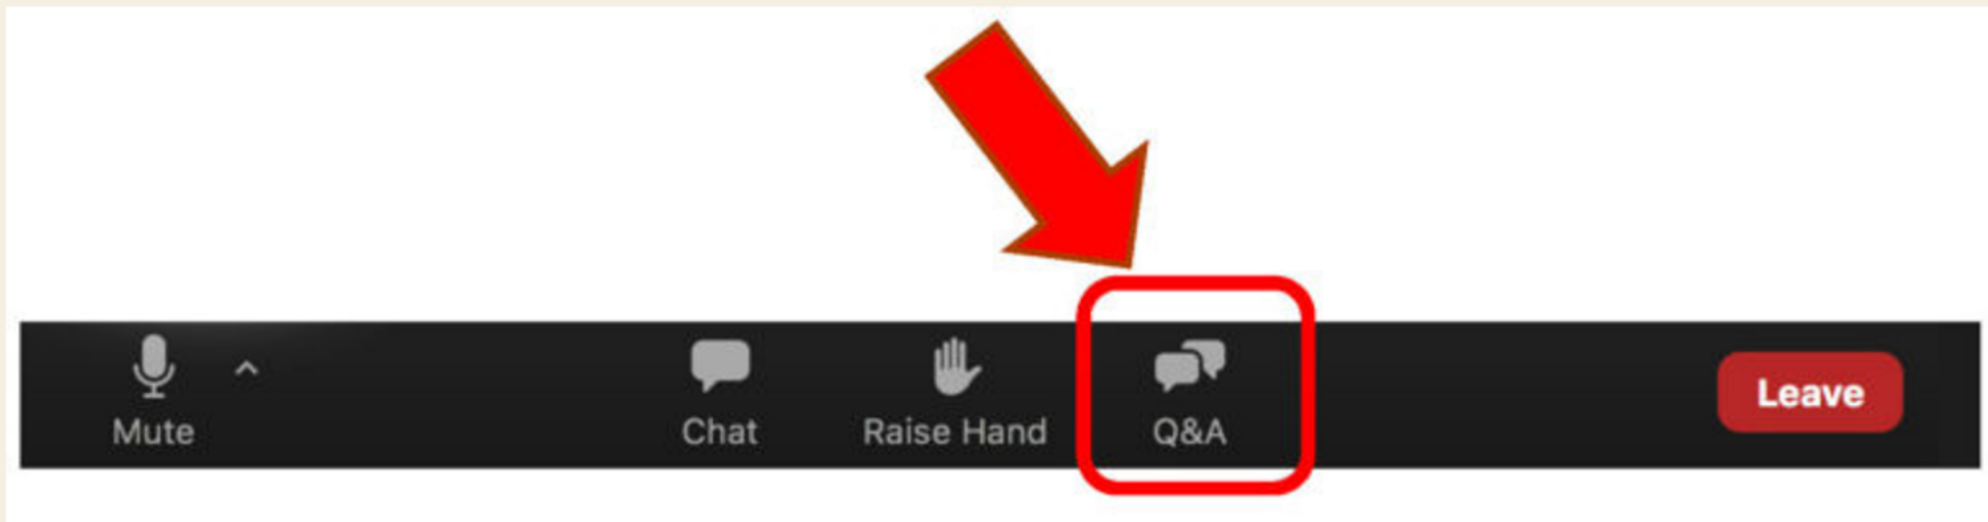 Mute
Chat
Raise Hand
Q&A
Leave